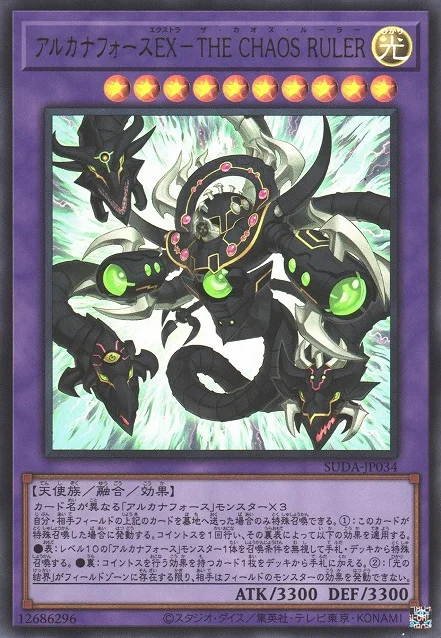 エクストラ ザ・カオス・ルーラー
アルカナフォースEX－THE CHAOS RULER
光
SUDA-JP034
【天使族／融合／効果】
カード名が異なる「アルカナフォース」モンスター×３
自分・相手フィールドの上記のカードを墓地へ送った場合のみ特殊召喚できる。①：このカードが
特殊召喚した場合に発動する。コイントスを１回行い、その裏表によって以下の効果を適用する。
●表：レベル１０の「アルカナフォース」モンスター１体を召喚条件を無視して手札・デッキから特殊
召喚する。●裏：コイントスを行う効果を持つカード１枚をデッキから手札に加える。②：「光の
結界」がフィールドゾーンに存在する限り、相手はフィールドのモンスターの効果を発動できない。
ATK/3300 DEF/3300
12686296
©スタジオ・ダイス／集英社・テレビ東京・KONAMI